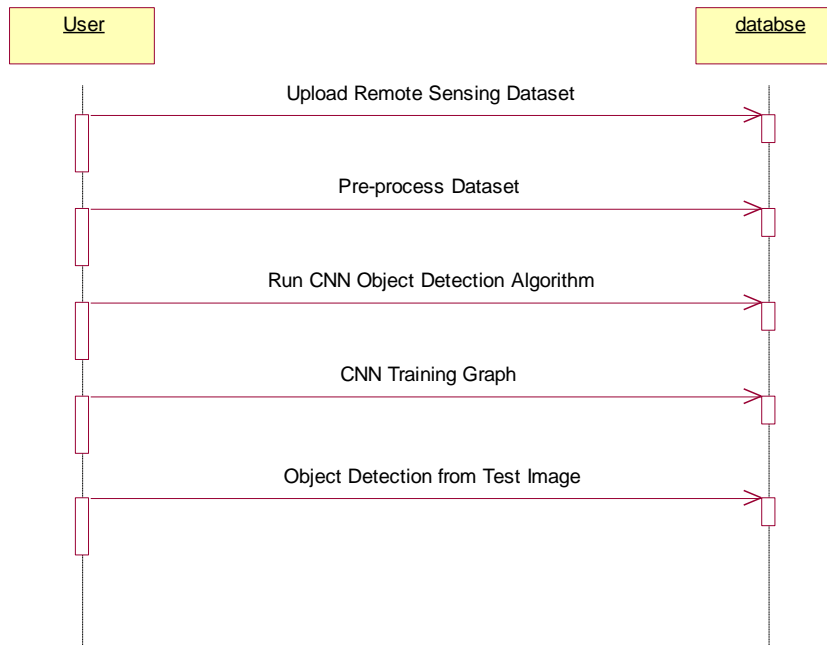 User
databse
Upload Remote Sensing Dataset
Pre-process Dataset
Run CNN Object Detection Algorithm
CNN Training Graph
Object Detection from Test Image